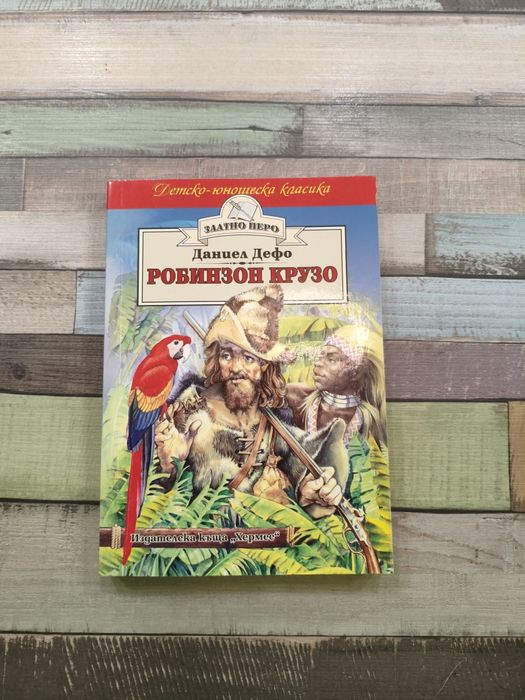 Детско-юношеска класика
ЗЛАТНО ПЕРО
Даниел Дефо
РОБИНЗОН КРУЗО
Издателска къща „Хермес“